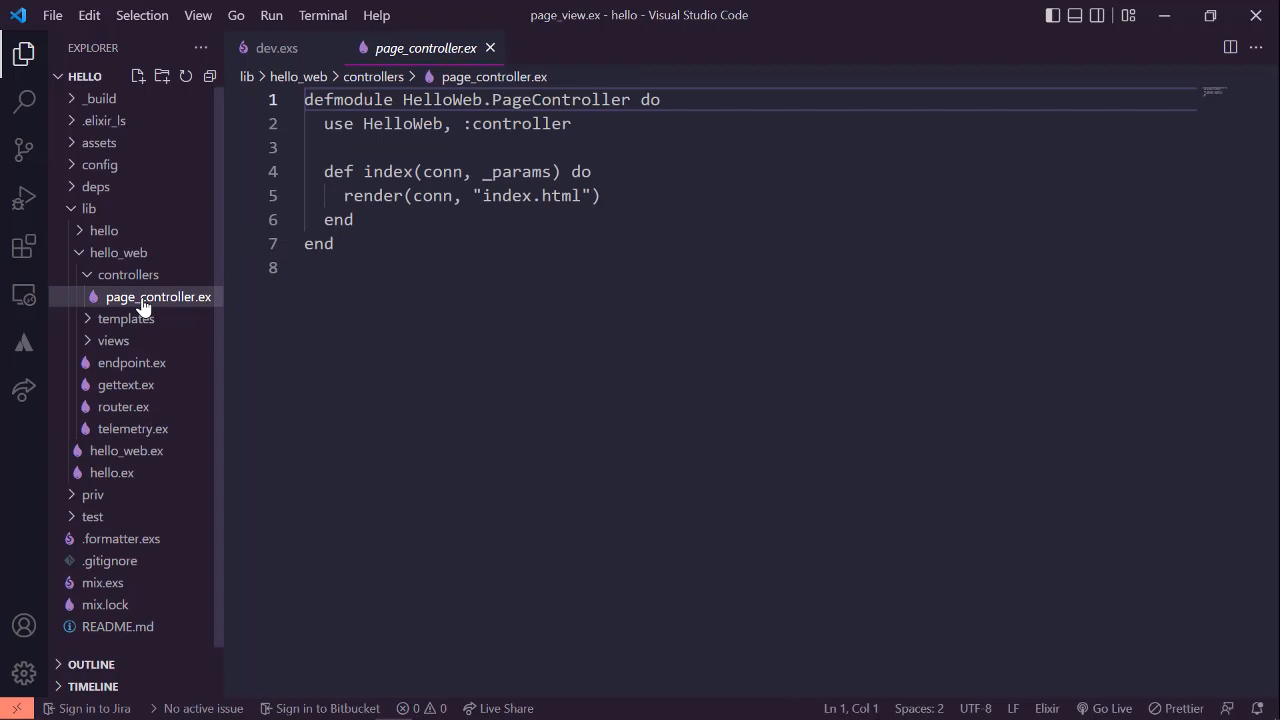 File Edit Selection View Go Run Terminal Help
page_view.ex - hello - Visual Studio Code
EXPLORER
HELLO
_build
.elixir_ls
assets
config
deps
lib
hello
hello_web
controllers
page_controller.ex
templates
views
endpoint.ex
gettext.ex
router.ex
telemetry.ex
hello_web.ex
hello.ex
priv
test
.formatter.exs
.gitignore
mix.exs
mix.lock
README.md
OUTLINE
TIMELINE
dev.exs page_controller.ex
lib > hello_web > controllers > page_controller.ex
1 defmodule HelloWeb.PageController do
2 use HelloWeb, :controller
3
4 def index(conn, _params) do
5 render(conn, "index.html")
6 end
7 end
8
Sign in to Jira No active issue Sign in to Bitbucket 0 0 Live Share Ln 1, Col 1 Spaces: 2 UTF-8 LF Elixir Go Live Prettier